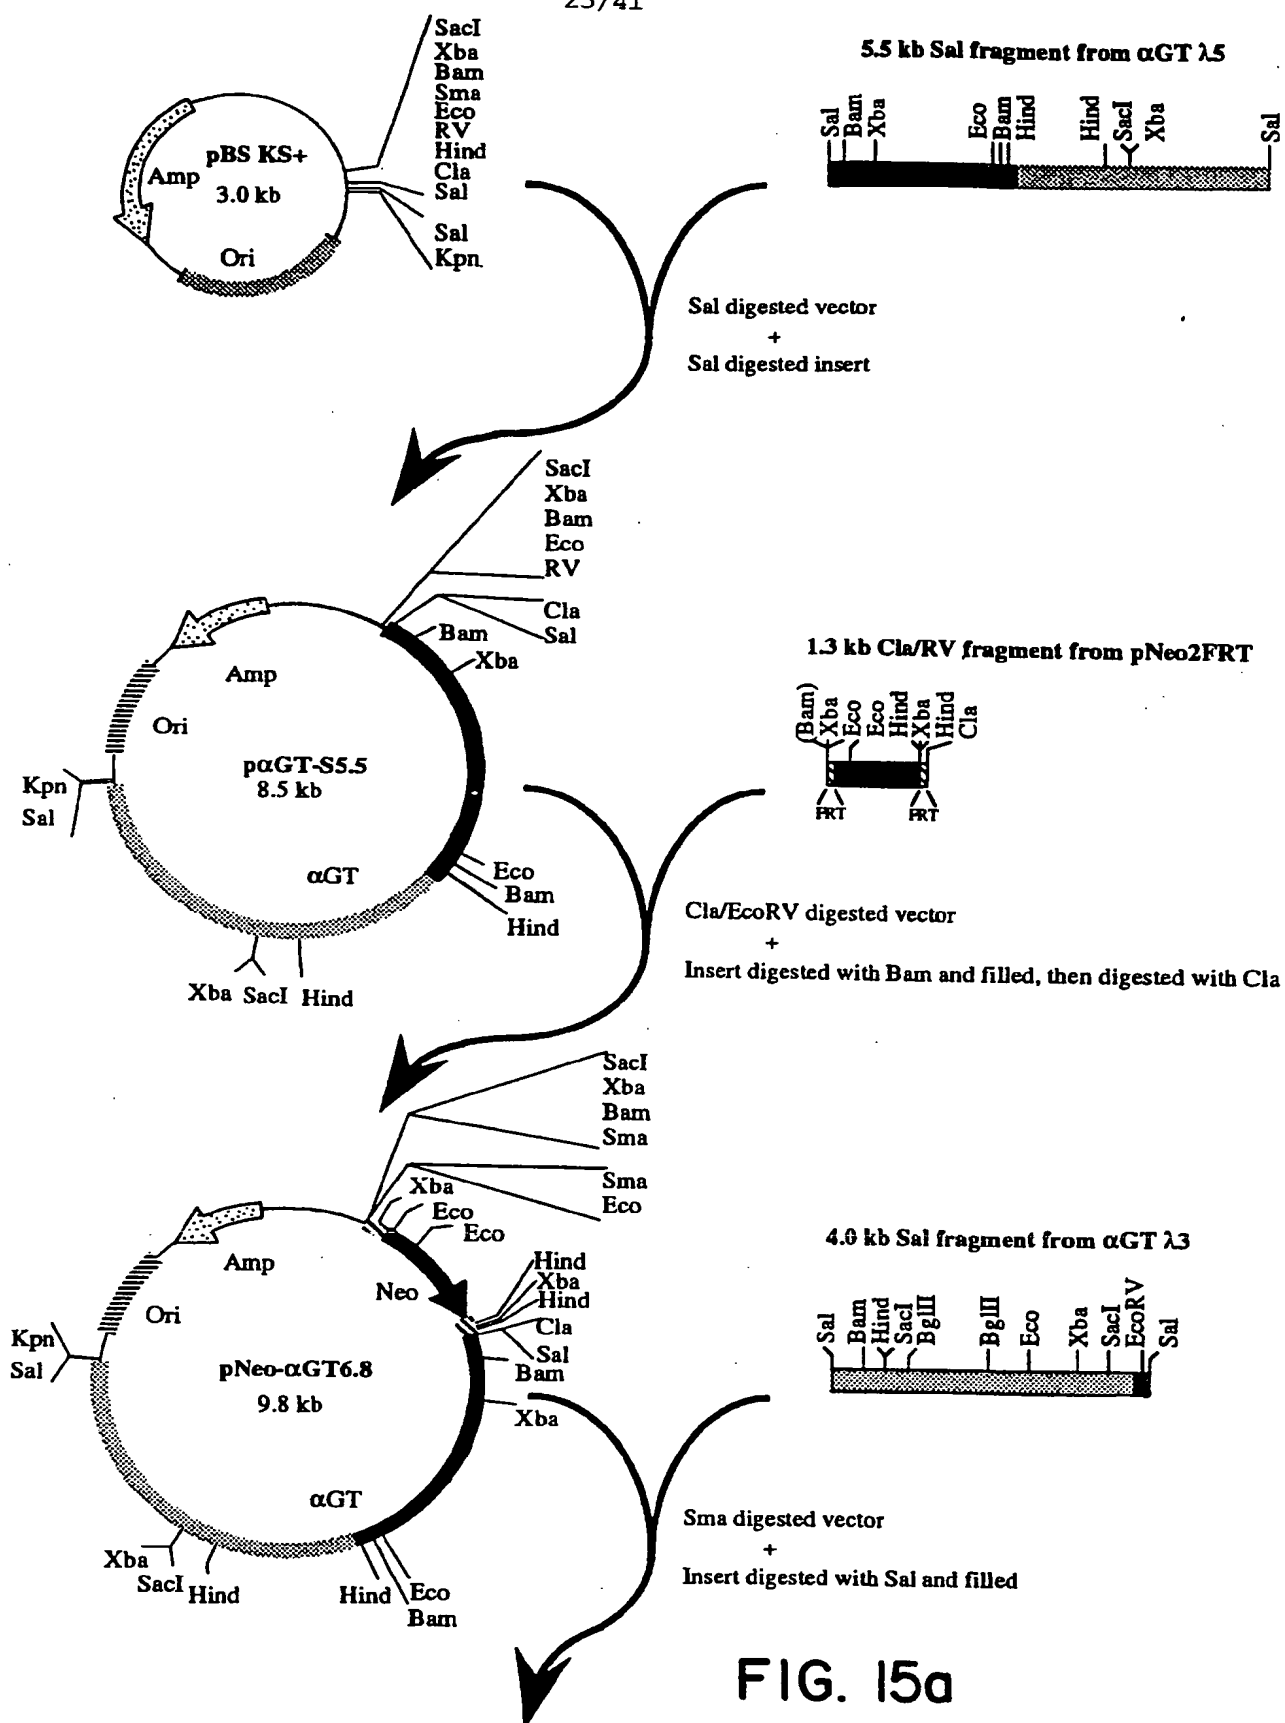 23/41
SacI
Xba
Bam
Sma
Eco
RV
Hind
Cla
Sal
Sal
Kpn
pBS KS+
3.0 kb
Amp
Ori
5.5 kb Sal fragment from αGT λ5
Sal
Bam
Xba
Eco
Bam
Hind
Hind
SacI
Xba
Sal
Sal digested vector
+
Sal digested insert
SacI
Xba
Bam
Eco
RV
Cla
Sal
Bam
Xba
Amp
Ori
Kpn
Sal
pαGT-S5.5
8.5 kb
αGT
Eco
Bam
Hind
Xba SacI Hind
1.3 kb Cla/RV fragment from pNeo2FRT
(Bam)
Xba
Eco
Eco
Hind
Xba
Hind
Cla
FRT
FRT
Cla/EcoRV digested vector
+
Insert digested with Bam and filled, then digested with Cla
SacI
Xba
Bam
Sma
Sma
Eco
Xba
Eco
Eco
Amp
Neo
Ori
Hind
Xba
Hind
Cla
Sal
Bam
Xba
Kpn
Sal
pNeo-αGT6.8
9.8 kb
αGT
Xba
SacI
Hind
Hind
Eco
Bam
4.0 kb Sal fragment from αGT λ3
Sal
Bam
Hind
SacI
BglII
BglII
Eco
Xba
SacI
EcoRV
Sal
Sma digested vector
+
Insert digested with Sal and filled
FIG. 15a